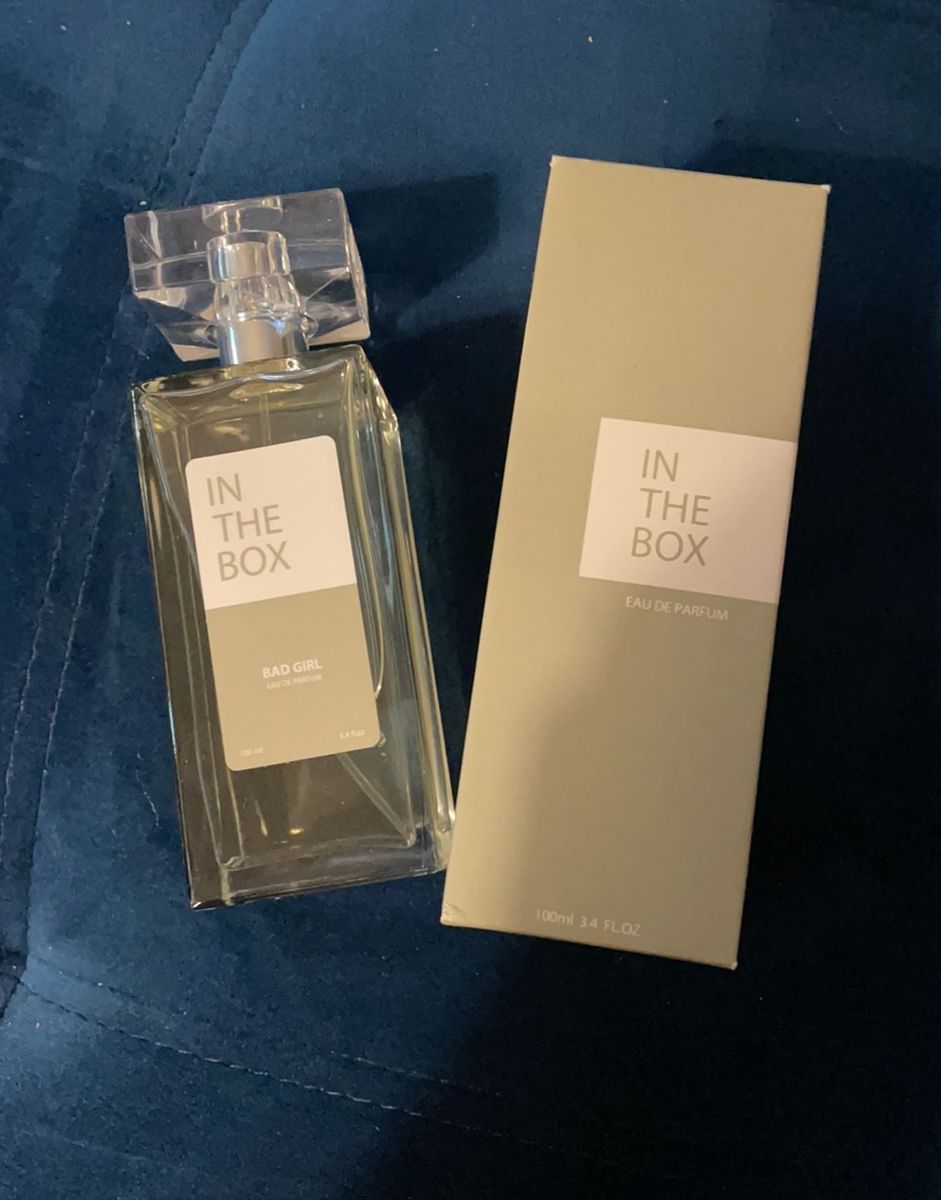 IN
THE
BOX
BAD GIRL
EAU DE PARFUM
100 ml
3.4 fl.oz
IN
THE
BOX
EAU DE PARFUM
100ml 3.4 FL.OZ